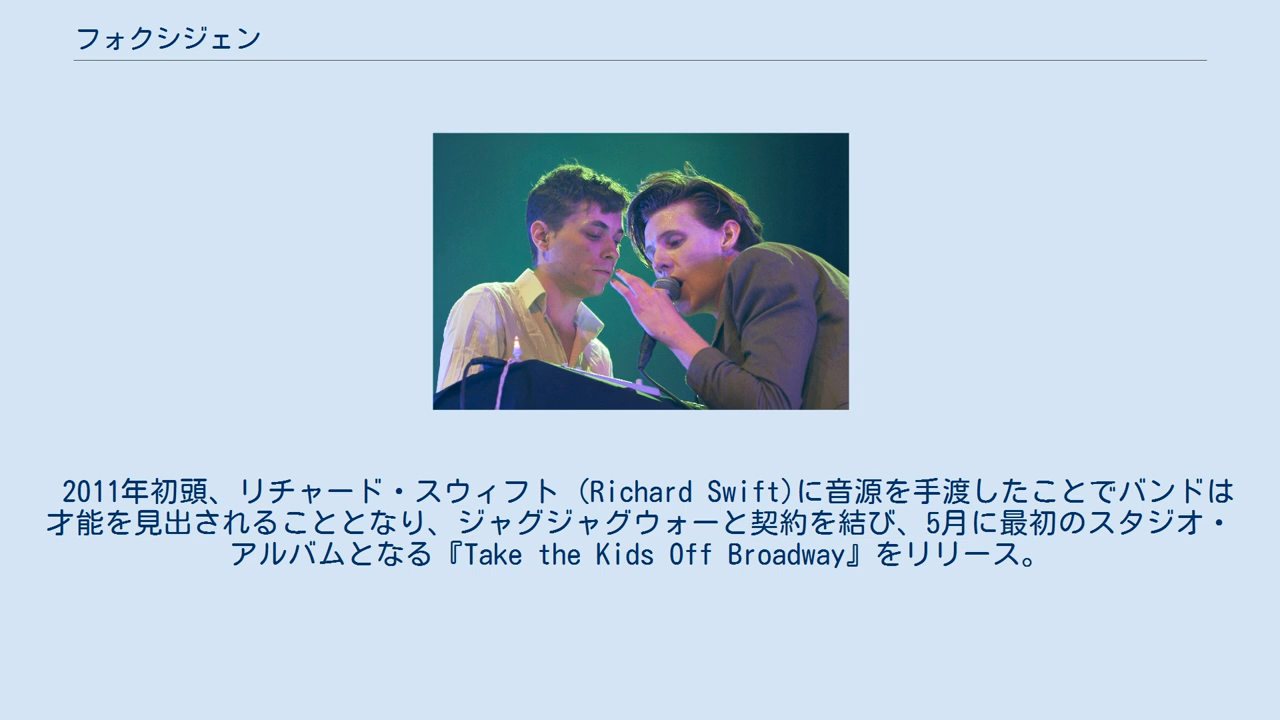 フォクシジェン
2011年初頭、リチャード・スウィフト (Richard Swift)に音源を手渡したことでバンドは
才能を見出されることとなり、ジャグジャグウォーと契約を結び、5月に最初のスタジオ・
アルバムとなる『Take the Kids Off Broadway』をリリース。